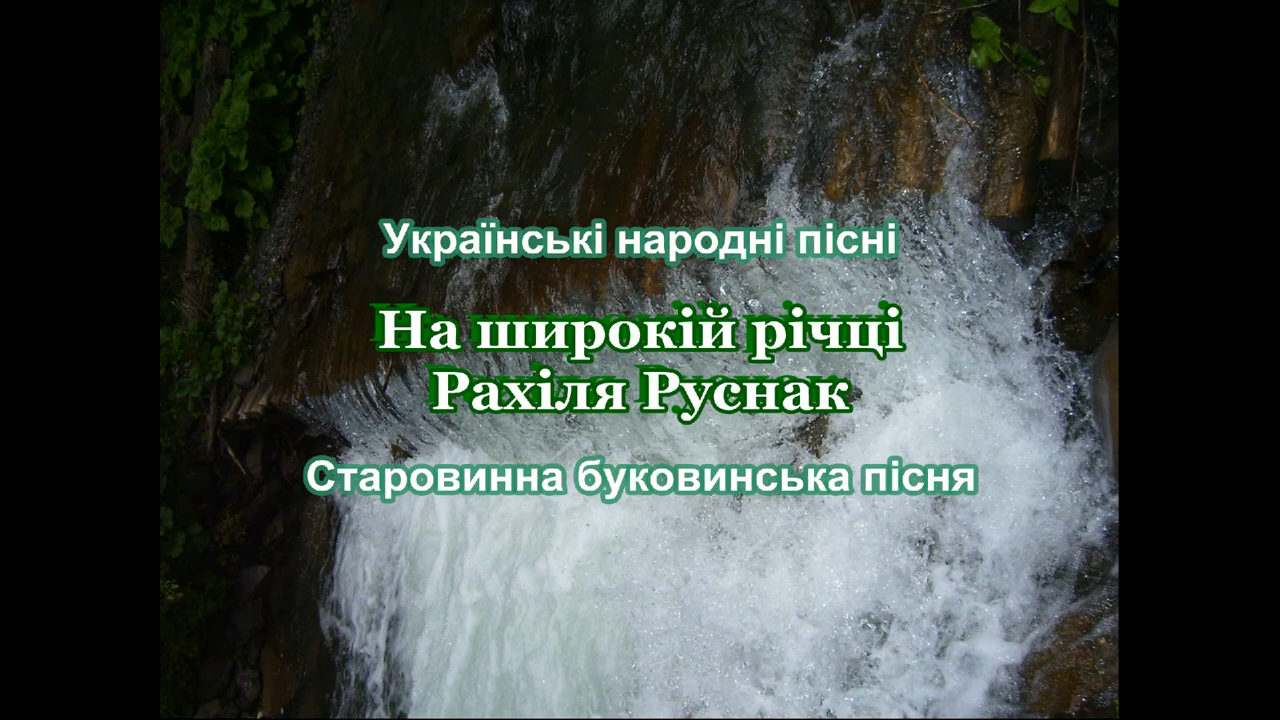 Українські народні пісні
На широкій річці
Рахіля Руснак
Старовинна буковинська пісня